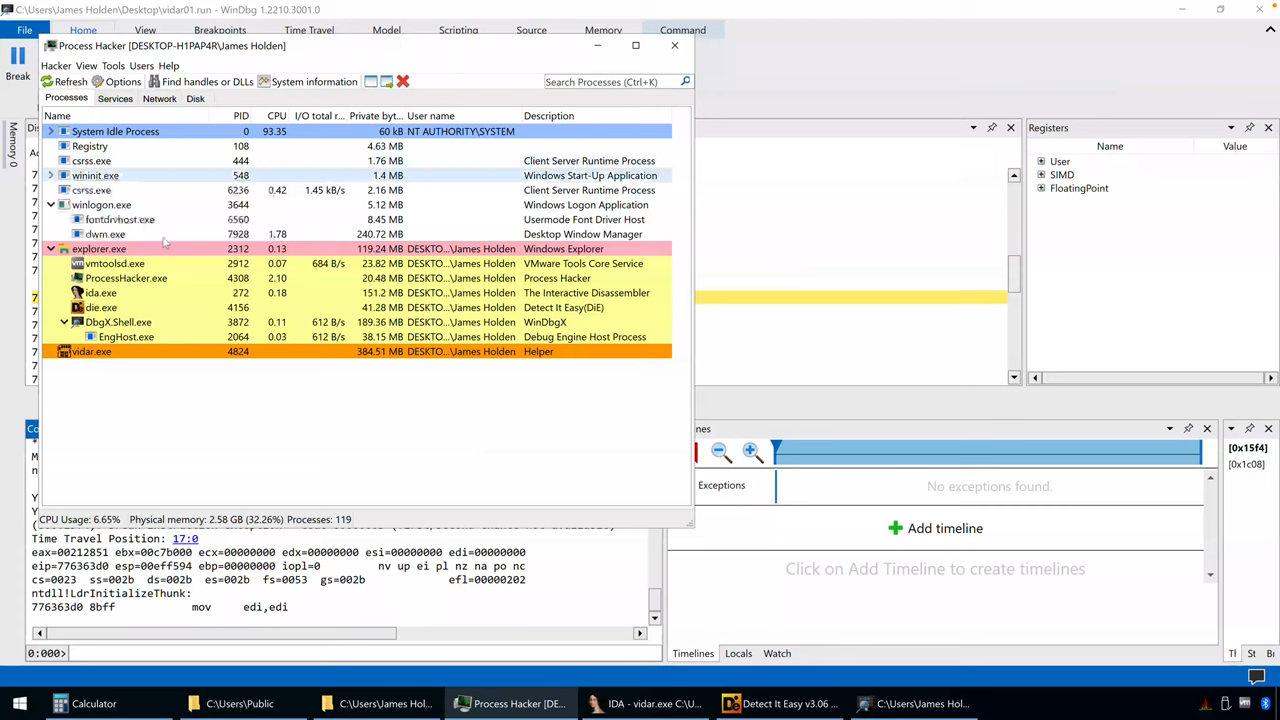 C:\Users\James Holden\Desktop\vidar01.run - WinDbg 1.2210.3001.0
File Home View Breakpoints Time Travel Model Scripting Source Memory Command
Break
Process Hacker [DESKTOP-H1PAP4R\James Holden]
Hacker View Tools Users Help
Refresh Options Find handles or DLLs System information Search Processes (Ctrl+K)
Processes Services Network Disk
Name PID CPU I/O total r... Private byt... User name Description
System Idle Process 0 93.35 60 kB NT AUTHORITY\SYSTEM
Registry 108 4.63 MB
csrss.exe 444 1.76 MB Client Server Runtime Process
wininit.exe 548 1.4 MB Windows Start-Up Application
csrss.exe 6236 0.42 1.45 kB/s 2.16 MB Client Server Runtime Process
winlogon.exe 3644 5.09 MB Windows Logon Application
fontdrvhost.exe 6560 8.45 MB Usermode Font Driver Host
dwm.exe 7928 1.78 240.72 MB Desktop Window Manager
explorer.exe 2312 0.13 119.24 MB DESKTO...\James Holden Windows Explorer
vmtoolsd.exe 2912 0.07 684 B/s 23.82 MB DESKTO...\James Holden VMware Tools Core Service
ProcessHacker.exe 4308 2.10 20.48 MB DESKTO...\James Holden Process Hacker
ida.exe 272 0.18 151.2 MB DESKTO...\James Holden The Interactive Disassembler
die.exe 4156 41.28 MB DESKTO...\James Holden Detect It Easy(DiE)
DbgX.Shell.exe 3872 0.11 612 B/s 189.36 MB DESKTO...\James Holden WinDbgX
EngHost.exe 2064 0.03 612 B/s 38.15 MB DESKTO...\James Holden Debug Engine Host Process
vidar.exe 4824 384.51 MB DESKTO...\James Holden Helper
CPU Usage: 6.65% Physical memory: 2.58 GB (32.26%) Processes: 119
Memory 0
Registers
Name Value
User
SIMD
FloatingPoint
Time Travel Position: 17:0
eax=00212851 ebx=00c7b000 ecx=00000000 edx=00000000 esi=00000000 edi=00000000
eip=776363d0 esp=00eff594 ebp=00000000 iopl=0 nv up ei pl nz na po nc
cs=0023 ss=002b ds=002b es=002b fs=0053 gs=002b efl=00000202
ntdll!LdrInitializeThunk:
776363d0 8bff mov edi,edi
0:000>
nes
Exceptions No exceptions found.
Add timeline
Click on Add Timeline to create timelines
Timelines Locals Watch
[0x15f4]
[0x1c08]
Tl St Br
Calculator C:\Users\Public C:\Users\James Hol... Process Hacker [DE... IDA - vidar.exe C:\U... Detect It Easy v3.06 ... C:\Users\James Hol...